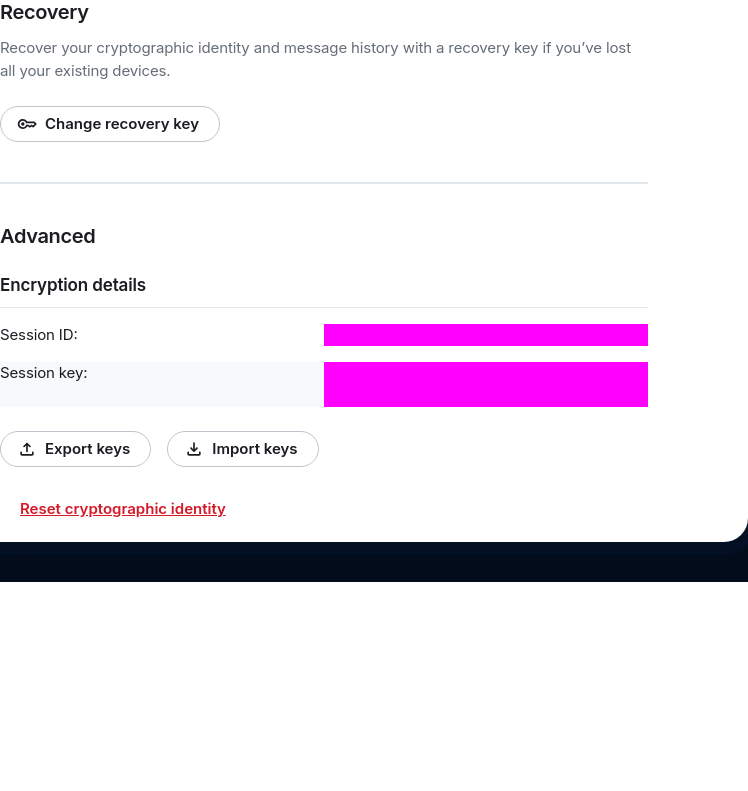 Recovery
Recover your cryptographic identity and message history with a recovery key if you’ve lost
all your existing devices.
Change recovery key
Advanced
Encryption details
Session ID:
Session key:
Export keys
Import keys
Reset cryptographic identity